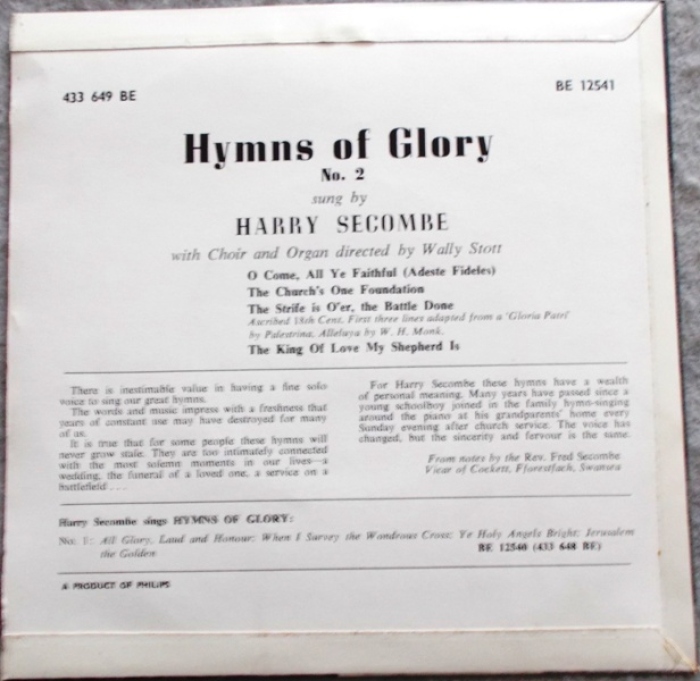 433 649 BE
BE 12541
Hymns of Glory
No. 2
sung by
HARRY SECOMBE
with Choir and Organ directed by Wally Stott
O Come, All Ye Faithful (Adeste Fideles)
The Church's One Foundation
The Strife is O'er, the Battle Done
Ascribed 18th Cent. First three lines adapted from a 'Gloria Patri'
by Palestrina. Alleluya by W. H. Monk.
The King Of Love My Shepherd Is
There is inestimable value in having a fine solo
voice to sing our great hymns.
The words and music impress with a freshness that
years of constant use may have destroyed for many
of us.
It is true that for some people these hymns will
never grow stale. They are too intimately connected
with the most solemn moments in our lives—a
wedding, the funeral of a loved one, a service on a
battlefield . . .
For Harry Secombe these hymns have a wealth
of personal meaning. Many years have passed since a
young schoolboy joined in the family hymn-singing
around the piano at his grandparents' home every
Sunday evening after church service. The voice has
changed, but the sincerity and fervour is the same.
From notes by the Rev. Fred Secombe
Vicar of Cockett, Fforestfach, Swansea
Harry Secombe sings HYMNS OF GLORY:
No. 1: All Glory, Laud and Honour; When I Survey the Wondrous Cross; Ye Holy Angels Bright; Jerusalem
the Golden
BE 12540 (433 648 BE)
A PRODUCT OF PHILIPS